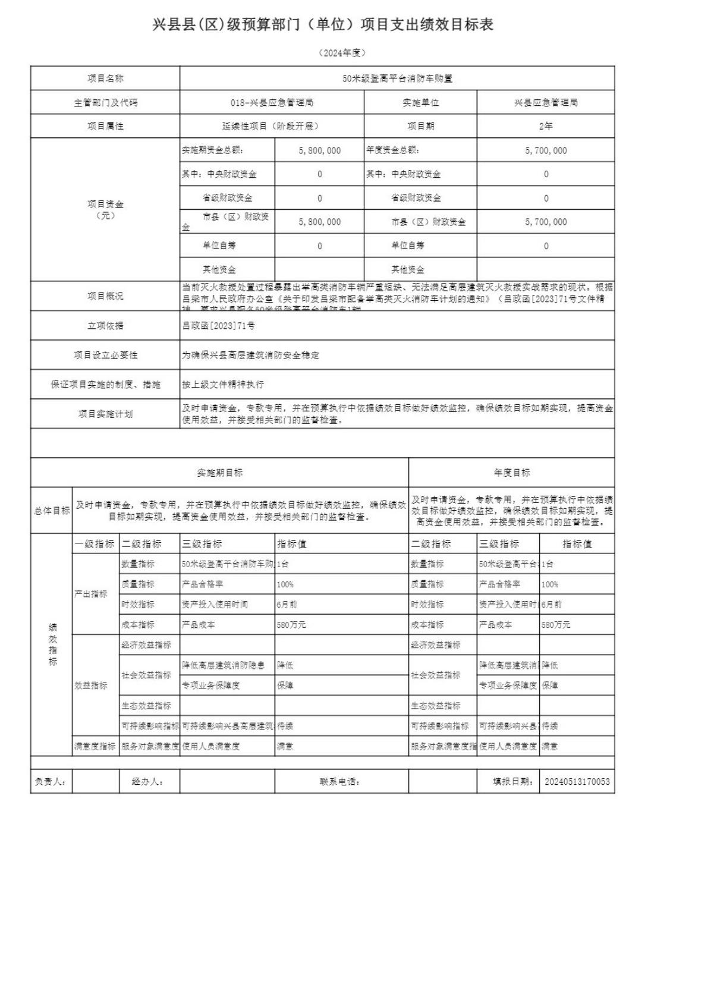 兴县县(区)级预算部门（单位）项目支出绩效目标表
（2024年度）
项目名称 50米级登高平台消防车购置
主管部门及代码 018-兴县应急管理局 实施单位 兴县应急管理局
项目属性 延续性项目（阶段开展） 项目期 2年
项目资金
（元）
实施期资金总额： 5,800,000 年度资金总额： 5,700,000
其中：中央财政资金 0 其中：中央财政资金 0
省级财政资金 0 省级财政资金 0
市县（区）财政资
金 5,800,000 市县（区）财政资金 5,700,000
单位自筹 0 单位自筹 0
其他资金 其他资金
项目概况
当前灭火救援处置过程暴露出举高类消防车辆严重短缺、无法满足高层建筑灭火救援实战需求的现状。根据
吕梁市人民政府办公室《关于印发吕梁市配备举高类灭火消防车计划的通知》（吕政函[2023]71号文件精
神，要求兴县配备50米级登高平台消防车1辆
立项依据 吕政函[2023]71号
项目设立必要性 为确保兴县高层建筑消防安全稳定
保证项目实施的制度、措施 按上级文件精神执行
项目实施计划
及时申请资金，专款专用，并在预算执行中依据绩效目标做好绩效监控，确保绩效目标如期实现，提高资金
使用效益，并接受相关部门的监督检查。
实施期目标 年度目标
总体目标
及时申请资金，专款专用，并在预算执行中依据绩效目标做好绩效监控，确保绩效
目标如期实现，提高资金使用效益，并接受相关部门的监督检查。
及时申请资金，专款专用，并在预算执行中依据绩
效目标做好绩效监控，确保绩效目标如期实现，提
高资金使用效益，并接受相关部门的监督检查。
绩
效
指
标
一级指标 二级指标 三级指标 指标值 二级指标 三级指标 指标值
产出指标
数量指标 50米级登高平台消防车购 1台 数量指标 50米级登高平台 1台
质量指标 产品合格率 100% 质量指标 产品合格率 100%
时效指标 资产投入使用时间 6月前 时效指标 资产投入使用时 6月前
成本指标 产品成本 580万元 成本指标 产品成本 580万元
效益指标
经济效益指标 经济效益指标
社会效益指标 降低高层建筑消防隐患 降低 社会效益指标 降低高层建筑消 降低
专项业务保障度 保障 专项业务保障度 保障
生态效益指标 生态效益指标
可持续影响指标 可持续影响兴县高层建筑 待续 可持续影响指标 可持续影响兴县 待续
满意度指标 服务对象满意度 使用人员满意度 满意 服务对象满意度指 使用人员满意度 满意
负责人： 经办人： 联系电话： 填报日期： 20240513170053